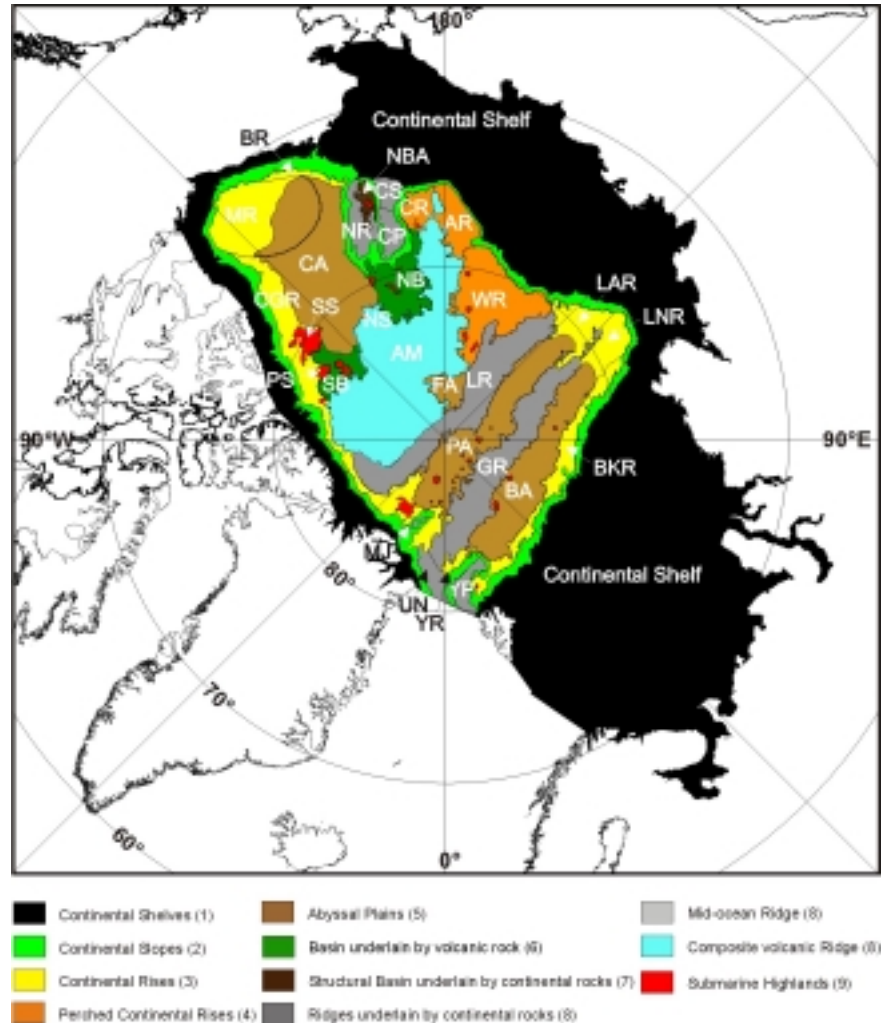 180°
Continental Shelf
BR
NBA
CS
MR
CR
AR
NR
CP
CA
NB
LAR
CGR
SS
WR
LNR
NS
AM
PS
SB
FA
LR
90°W
90°E
PA
GR
BKR
BA
MJ
Continental Shelf
80°
YP
UN
YR
70°
60°
0°
Continental Shelves (1)
Abyssal Plains (5)
Mid-ocean Ridge (8)
Continental Slopes (2)
Basin underlain by volcanic rock (6)
Composite volcanic Ridge (8)
Continental Rises (3)
Structural Basin underlain by continental rocks (7)
Submarine Highlands (9)
Perched Continental Rises (4)
Ridges underlain by continental rocks (8)